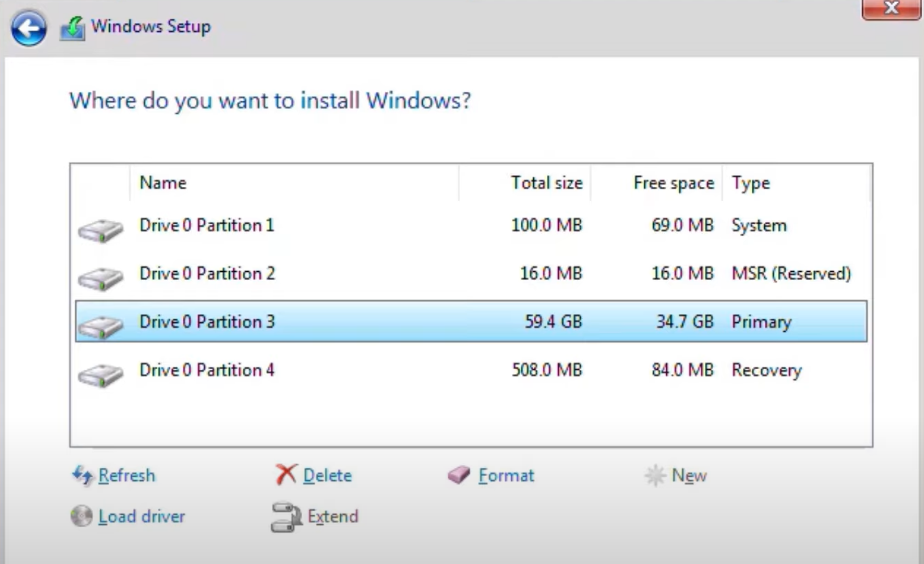 Windows Setup
Where do you want to install Windows?
Name Total size Free space Type
Drive 0 Partition 1 100.0 MB 69.0 MB System
Drive 0 Partition 2 16.0 MB 16.0 MB MSR (Reserved)
Drive 0 Partition 3 59.4 GB 34.7 GB Primary
Drive 0 Partition 4 508.0 MB 84.0 MB Recovery
Refresh Delete Format New
Load driver Extend